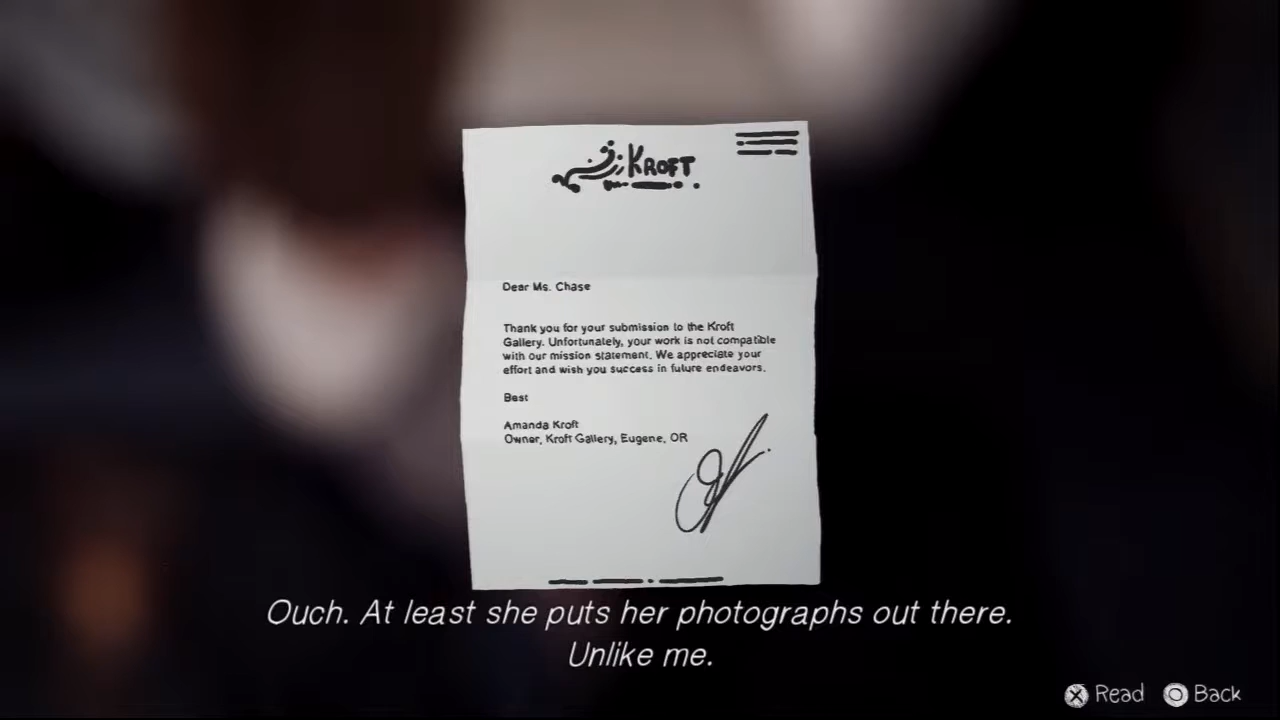 KROFT
Dear Ms. Chase
Thank you for your submission to the Kroft
Gallery. Unfortunately, your work is not compatible
with our mission statement. We appreciate your
effort and wish you success in future endeavors.
Best
Amanda Kroft
Owner, Kroft Gallery, Eugene, OR
Ouch. At least she puts her photographs out there.
Unlike me.
Read Back